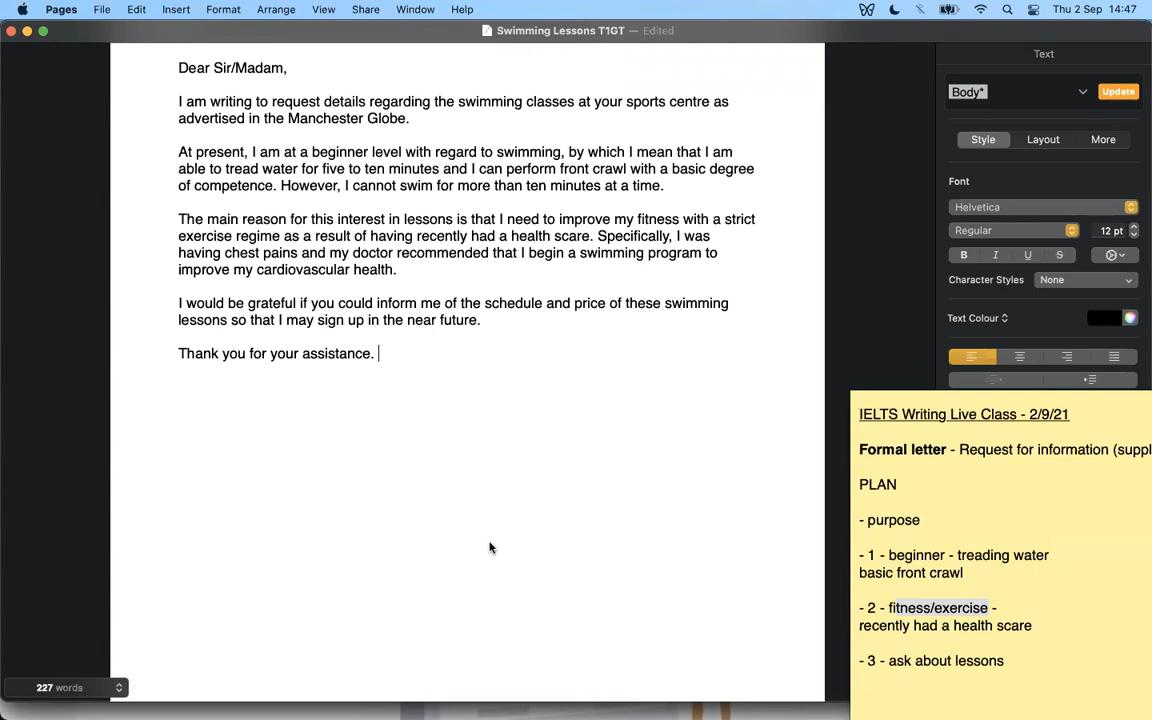 Pages File Edit Insert Format Arrange View Share Window Help Thu 2 Sep 14:47
Swimming Lessons T1GT — Edited
Dear Sir/Madam,
I am writing to request details regarding the swimming classes at your sports centre as
advertised in the Manchester Globe.
At present, I am at a beginner level with regard to swimming, by which I mean that I am
able to tread water for five to ten minutes and I can perform front crawl with a basic degree
of competence. However, I cannot swim for more than ten minutes at a time.
The main reason for this interest in lessons is that I need to improve my fitness with a strict
exercise regime as a result of having recently had a health scare. Specifically, I was
having chest pains and my doctor recommended that I begin a swimming program to
improve my cardiovascular health.
I would be grateful if you could inform me of the schedule and price of these swimming
lessons so that I may sign up in the near future.
Thank you for your assistance.
227 words
Text
Body*
Update
Style Layout More
Font
Helvetica
Regular 12 pt
B I U S
Character Styles None
Text Colour
IELTS Writing Live Class - 2/9/21
Formal letter - Request for information (suppl
PLAN
- purpose
- 1 - beginner - treading water
basic front crawl
- 2 - fitness/exercise -
recently had a health scare
- 3 - ask about lessons